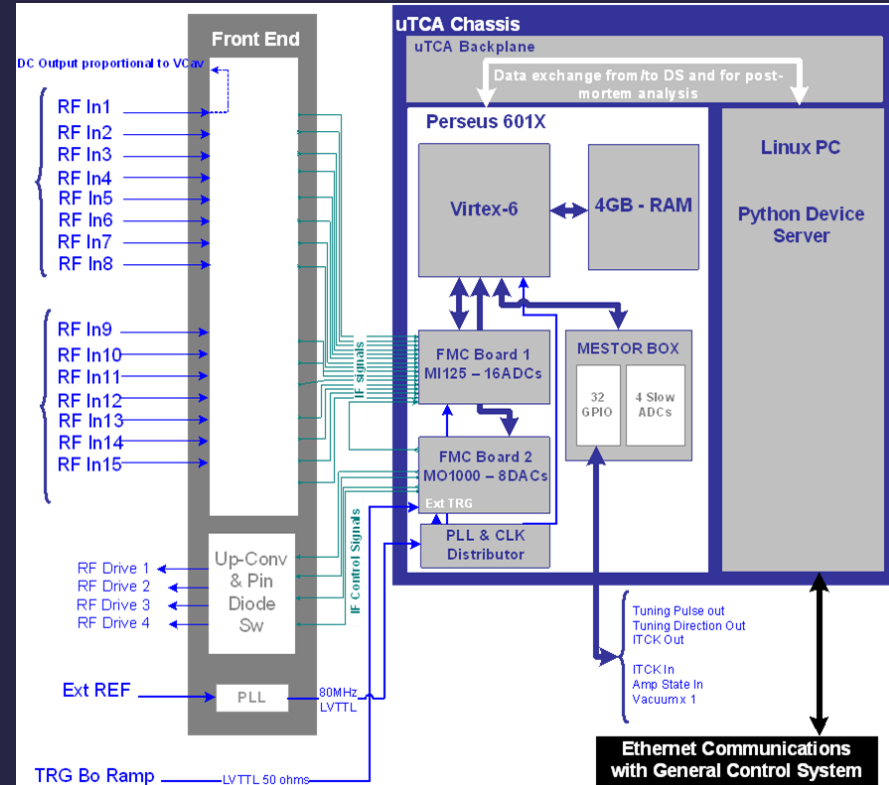 uTCA Chassis
Front End
uTCA Backplane
DC Output proportional to VCav
Data exchange from/to DS and for post-
mortem analysis
RF In1
RF In2
RF In3
RF In4
RF In5
RF In6
RF In7
RF In8
Perseus 601X
Virtex-6
4GB - RAM
Linux PC
Python Device
Server
RF In9
RF In10
RF In11
RF In12
RF In13
RF In14
RF In15
IF signals
FMC Board 1
MI125 – 16ADCs
MESTOR BOX
32
GPIO
4 Slow
ADCs
FMC Board 2
MO1000 – 8DACs
Ext TRG
PLL & CLK
Distributor
IF Control Signals
Up-Conv
& Pin
Diode
Sw
RF Drive 1
RF Drive 2
RF Drive 3
RF Drive 4
Tuning Pulse out
Tuning Direction Out
ITCK Out
ITCK In
Amp State In
Vacuum x 1
Ext REF
PLL
80MHz
LVTTL
TRG Bo Ramp
LVTTL 50 ohms
Ethernet Communications
with General Control System